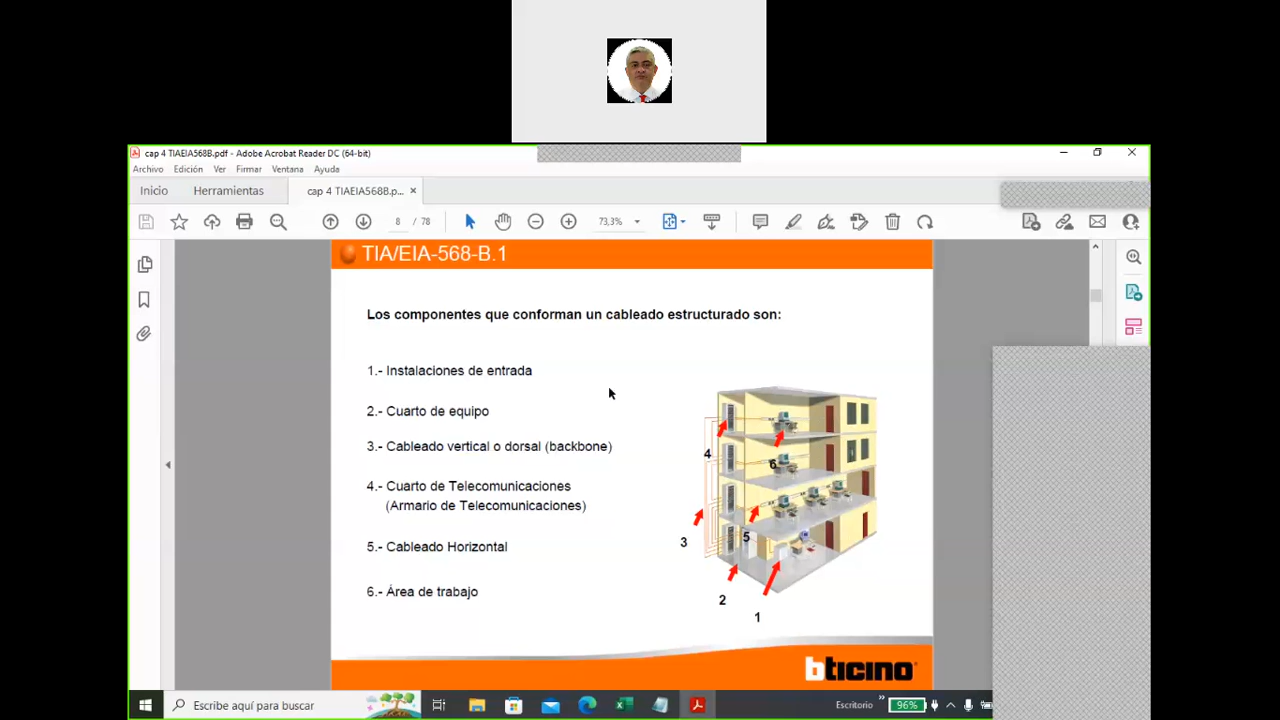 cap 4 TIAEIA568B.pdf - Adobe Acrobat Reader DC (64-bit)
Archivo Edición Ver Firmar Ventana Ayuda
Inicio Herramientas cap 4 TIAEIA568B.p... ×
8 / 78 73,3%
TIA/EIA-568-B.1
Los componentes que conforman un cableado estructurado son:
1.- Instalaciones de entrada
2.- Cuarto de equipo
3.- Cableado vertical o dorsal (backbone)
4.- Cuarto de Telecomunicaciones
(Armario de Telecomunicaciones)
5.- Cableado Horizontal
6.- Área de trabajo
4
6
5
3
2
1
bticino
Escribe aquí para buscar
Escritorio
96%